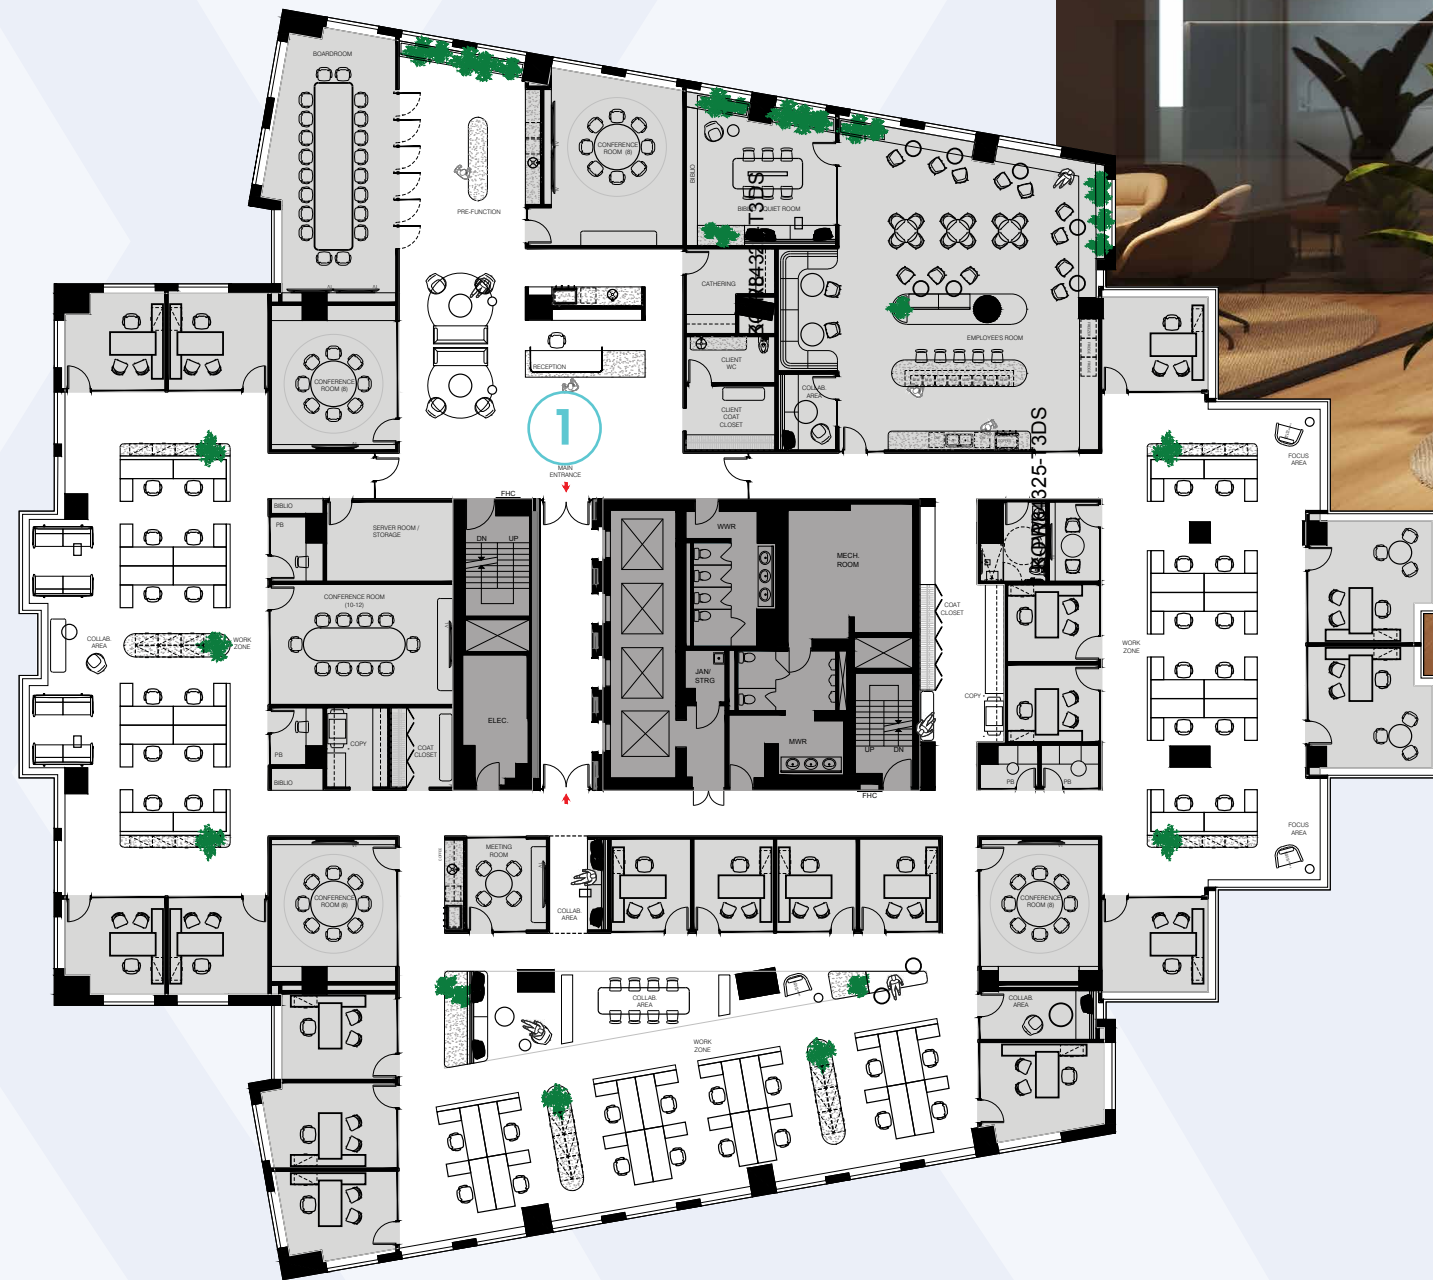 BOARDROOM
PRE-FUNCTION
CONFERENCE
ROOM (8)
BIBLIO
QUIET ROOM
CATHERING
EMPLOYEE'S ROOM
CLIENT
WC
RECEPTION
CONFERENCE
ROOM (8)
COLLAB.
AREA
CLIENT
COAT
CLOSET
1
MAIN
ENTRANCE
FOCUS
AREA
FHC
BIBLIO
PB
SERVER ROOM /
STORAGE
DN
UP
WWR
MECH.
ROOM
CONFERENCE ROOM
(10-12)
COAT
CLOSET
COLLAB.
AREA
WORK
ZONE
WORK
ZONE
JAN/
STRG
COPY
ELEC.
PB
COPY
COAT
CLOSET
MWR
UP
DN
BIBLIO
PB
PB
FHC
FOCUS
AREA
MEETING
ROOM
CONFERENCE
ROOM (8)
COLLAB.
AREA
CONFERENCE
ROOM (8)
COLLAB.
AREA
COLLAB.
AREA
WORK
ZONE